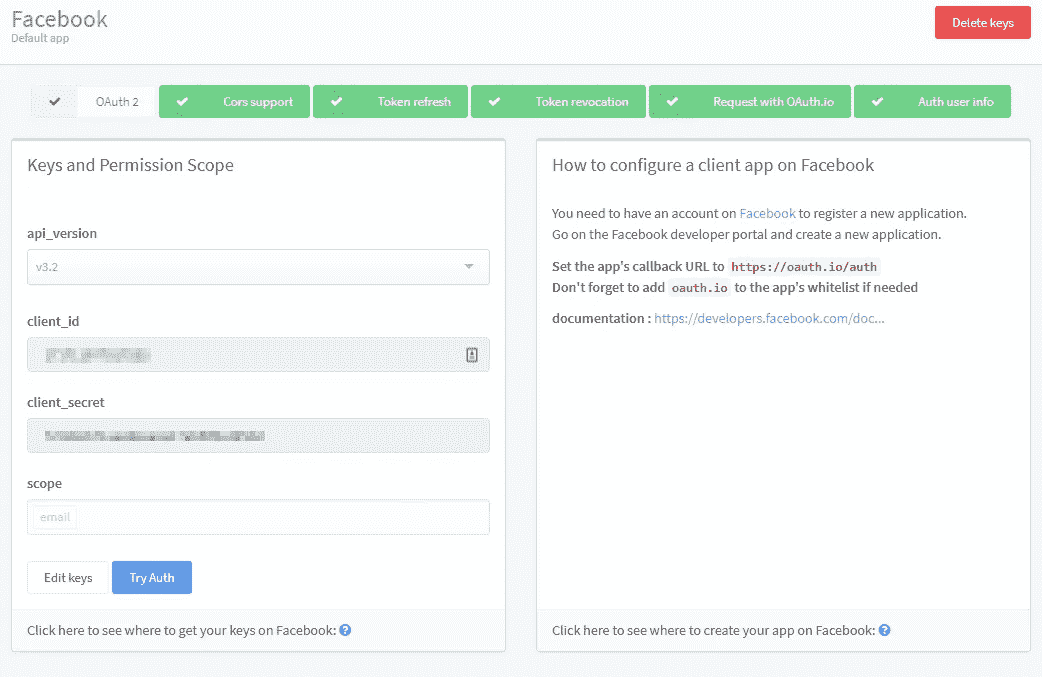 Facebook
Default app
Delete keys
OAuth 2
Cors support
Token refresh
Token revocation
Request with OAuth.io
Auth user info
Keys and Permission Scope
api_version
v3.2
client_id
client_secret
scope
email
Edit keys
Try Auth
Click here to see where to get your keys on Facebook:
How to configure a client app on Facebook
You need to have an account on Facebook to register a new application.
Go on the Facebook developer portal and create a new application.
Set the app's callback URL to https://oauth.io/auth
Don't forget to add oauth.io to the app's whitelist if needed
documentation : https://developers.facebook.com/doc...
Click here to see where to create your app on Facebook: